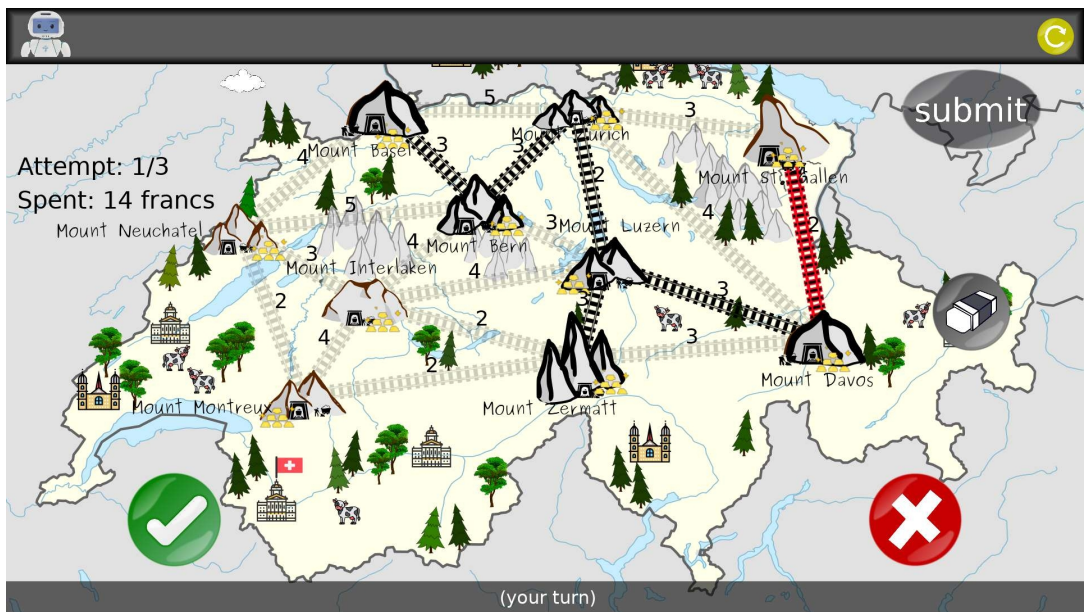 submit
5
3
Mount Zurich
4
Mount Basel
3
3
Attempt: 1/3
2
Mount St. Gallen
Spent: 14 francs
5
4
Mount Neuchatel
3
Mount Luzern
2
4
Mount Bern
3
Mount Interlaken
4
2
3
3
2
4
3
2
Mount Davos
Mount Montreux
Mount Zermatt
(your turn)